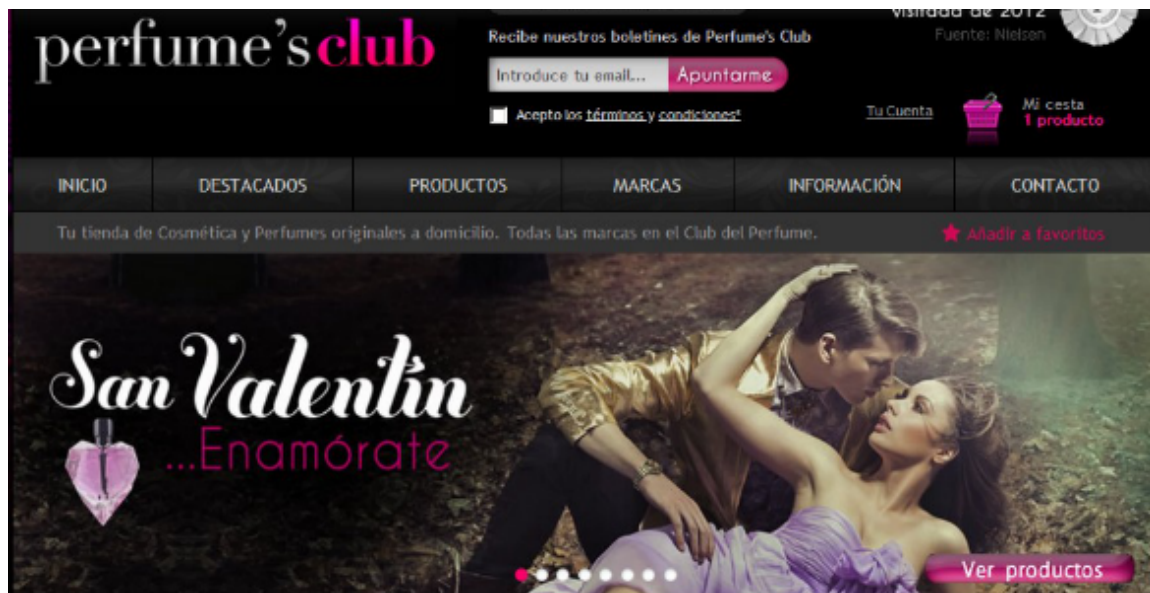 perfume's club
visitada de 2012
Fuente: Nielsen
Recibe nuestros boletines de Perfume's Club
Introduce tu email...
Apuntarme
Acepto los términos y condiciones*
Tu Cuenta
Mi cesta
1 producto
INICIO DESTACADOS PRODUCTOS MARCAS INFORMACIÓN CONTACTO
Tu tienda de Cosmética y Perfumes originales a domicilio. Todas las marcas en el Club del Perfume.
Añadir a favoritos
San Valentín
...Enamórate
Ver productos